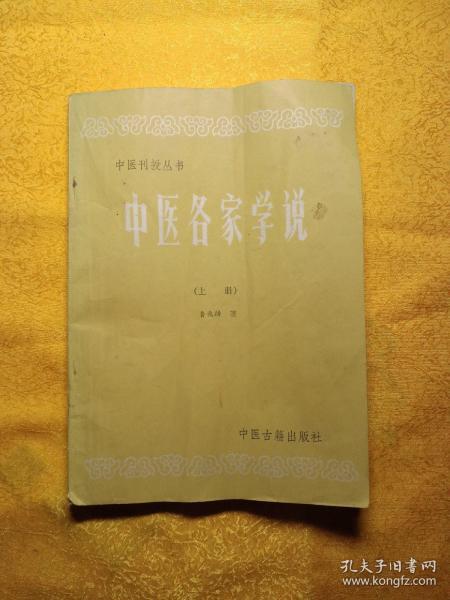 中医刊授丛书
中医各家学说
(上 册)
鲁兆麟 著
中医古籍出版社
孔夫子旧书网
www.kongfz.com